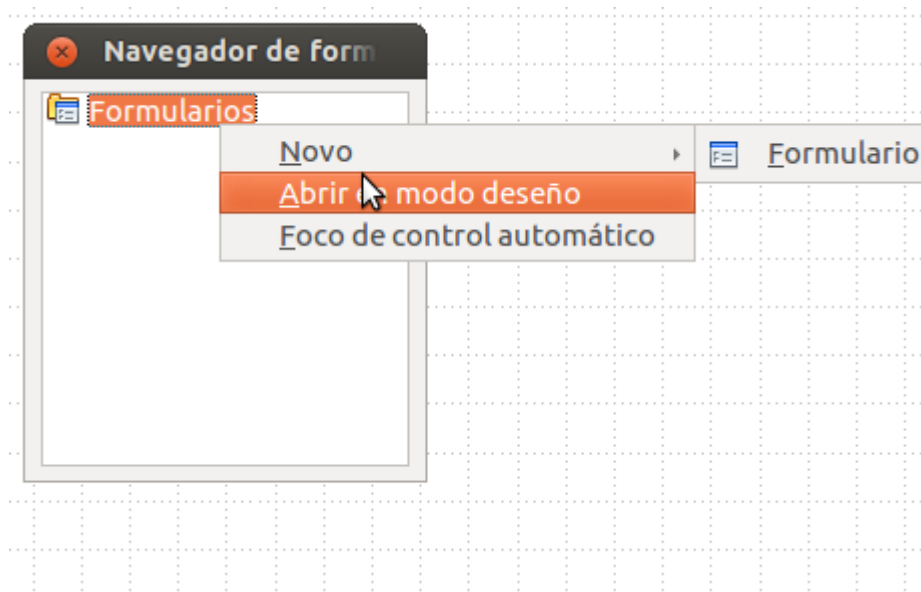 Navegador de form
Formularios
Novo
Formulario
Abrir modo deseño
Foco de control automático